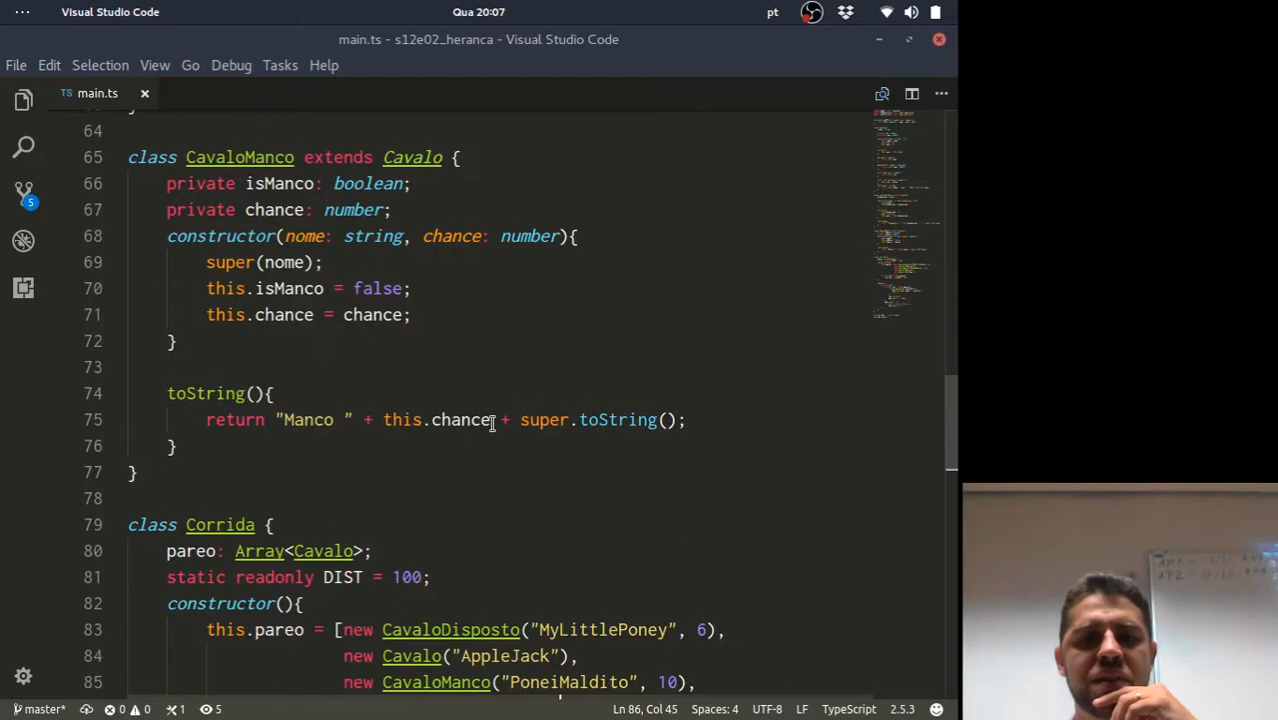 Visual Studio Code
Qua 20:07
pt
main.ts - s12e02_heranca - Visual Studio Code
File Edit Selection View Go Debug Tasks Help
TS main.ts
64
65 class CavaloManco extends Cavalo {
66 private isManco: boolean;
67 private chance: number;
68 constructor(nome: string, chance: number){
69 super(nome);
70 this.isManco = false;
71 this.chance = chance;
72 }
73
74 toString(){
75 return "Manco " + this.chance + super.toString();
76 }
77 }
78
79 class Corrida {
80 pareo: Array<Cavalo>;
81 static readonly DIST = 100;
82 constructor(){
83 this.pareo = [new CavaloDisposto("MyLittlePoney", 6),
84 new Cavalo("AppleJack"),
85 new CavaloManco("PoneiMaldito", 10),
5
master* 0 0 1 5 Ln 86, Col 45 Spaces: 4 UTF-8 LF TypeScript 2.5.3